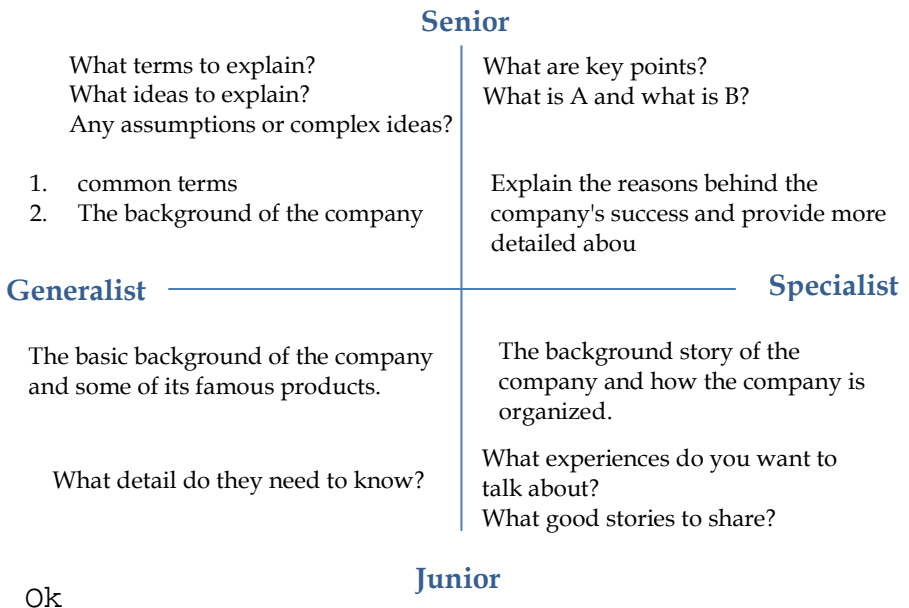 Senior
What terms to explain?
What ideas to explain?
Any assumptions or complex ideas?
What are key points?
What is A and what is B?
1. common terms
2. The background of the company
Explain the reasons behind the
company's success and provide more
detailed abou
Generalist
Specialist
The basic background of the company
and some of its famous products.
The background story of the
company and how the company is
organized.
What detail do they need to know?
What experiences do you want to
talk about?
What good stories to share?
Junior
Ok